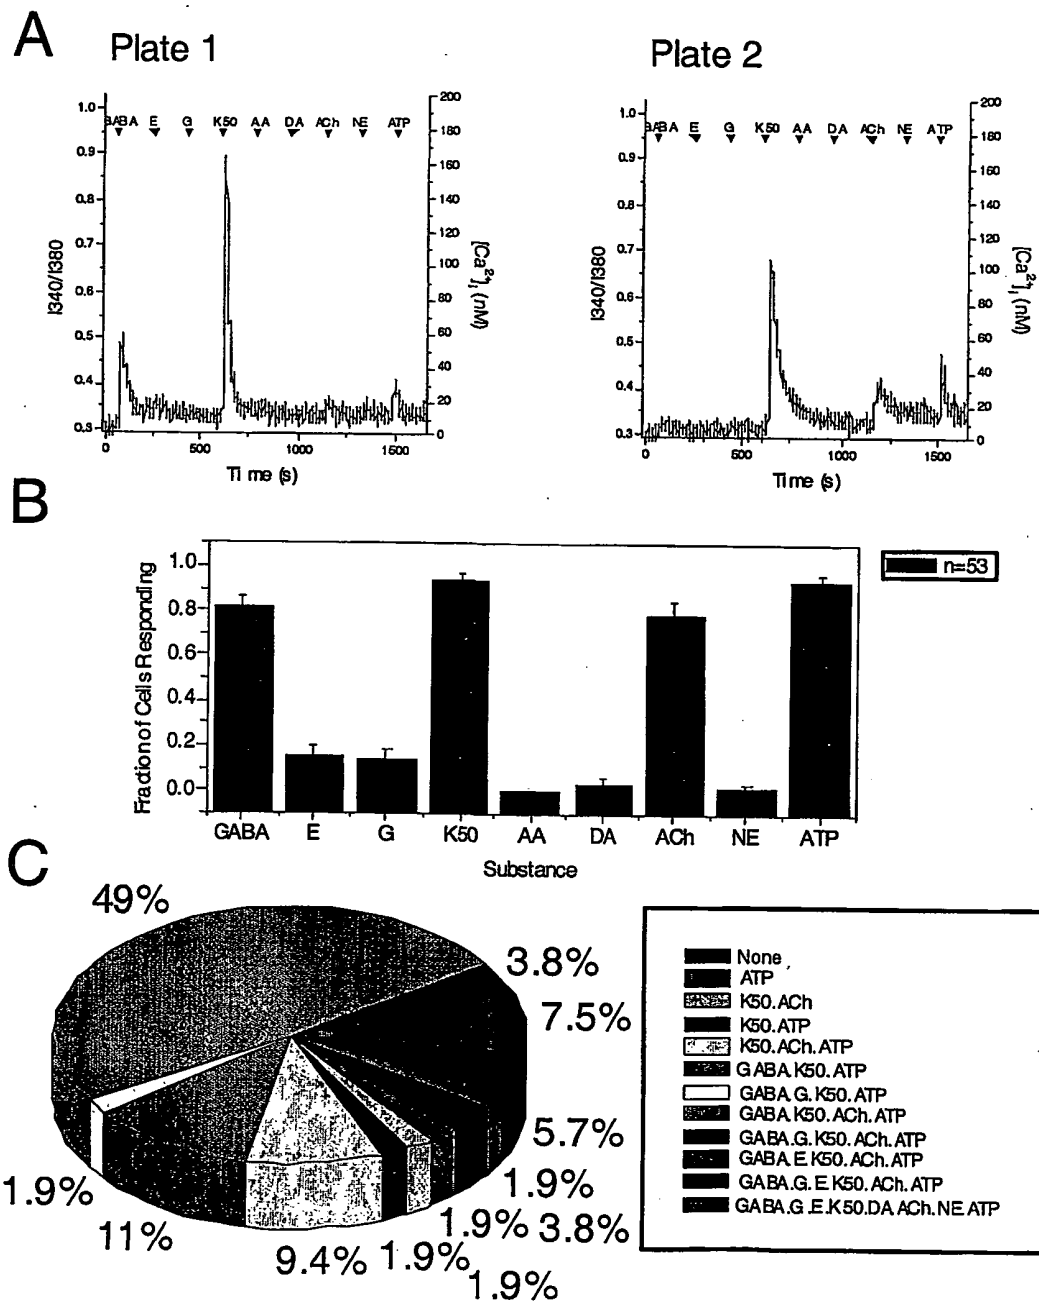 A
Plate 1
Plate 2
GABA E G K50 AA DA ACh NE ATP
1.0
0.9
0.8
0.7
0.6
0.5
0.4
0.3
I340/I380
200
180
160
140
120
100
80
60
40
20
0
[Ca2+]i (nM)
0 500 1000 1500
Time (s)
GABA E G K50 AA DA ACh NE ATP
1.0
0.9
0.8
0.7
0.6
0.5
0.4
0.3
I340/I380
200
180
160
140
120
100
80
60
40
20
0
[Ca2+]i (nM)
0 500 1000 1500
Time (s)
B
Fraction of Cells Responding
1.0
0.8
0.6
0.4
0.2
0.0
n=53
GABA E G K50 AA DA ACh NE ATP
Substance
C
49%
3.8%
7.5%
5.7%
1.9%
3.8%
1.9%
1.9%
1.9%
9.4%
11%
1.9%
None
ATP
K50.ACh
K50.ATP
K50.ACh.ATP
GABA.K50.ATP
GABA.G.K50.ATP
GABA.K50.ACh.ATP
GABA.G.K50.ACh.ATP
GABA.E.K50.ACh.ATP
GABA.G.E.K50.ACh.ATP
GABA.G.E.K50.DA.ACh.NE.ATP